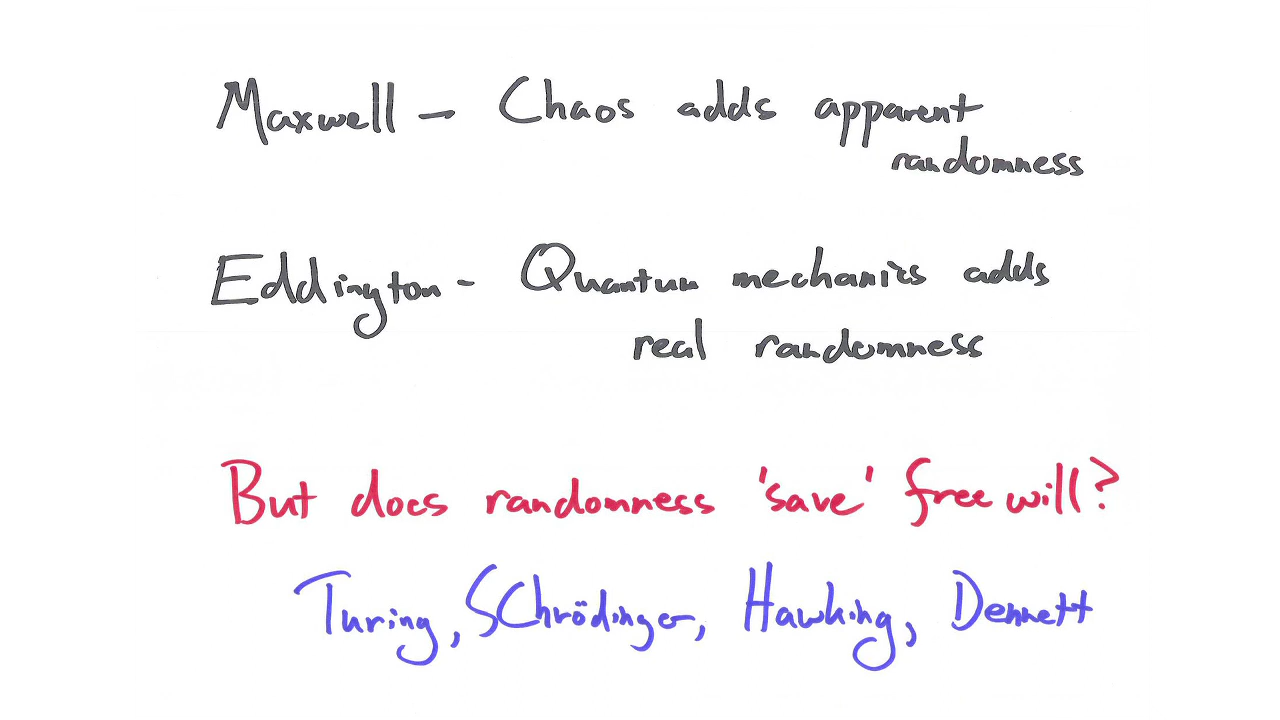 Maxwell - Chaos adds apparent
randomness
Eddington - Quantum mechanics adds
real randomness
But does randomness 'save' free will?
Turing, SChrödinger, Hawking, Dennett